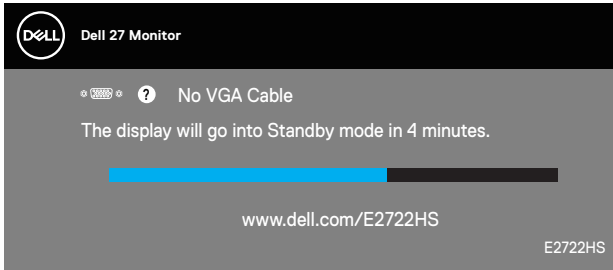 DELL
Dell 27 Monitor
? No VGA Cable
The display will go into Standby mode in 4 minutes.
www.dell.com/E2722HS
E2722HS